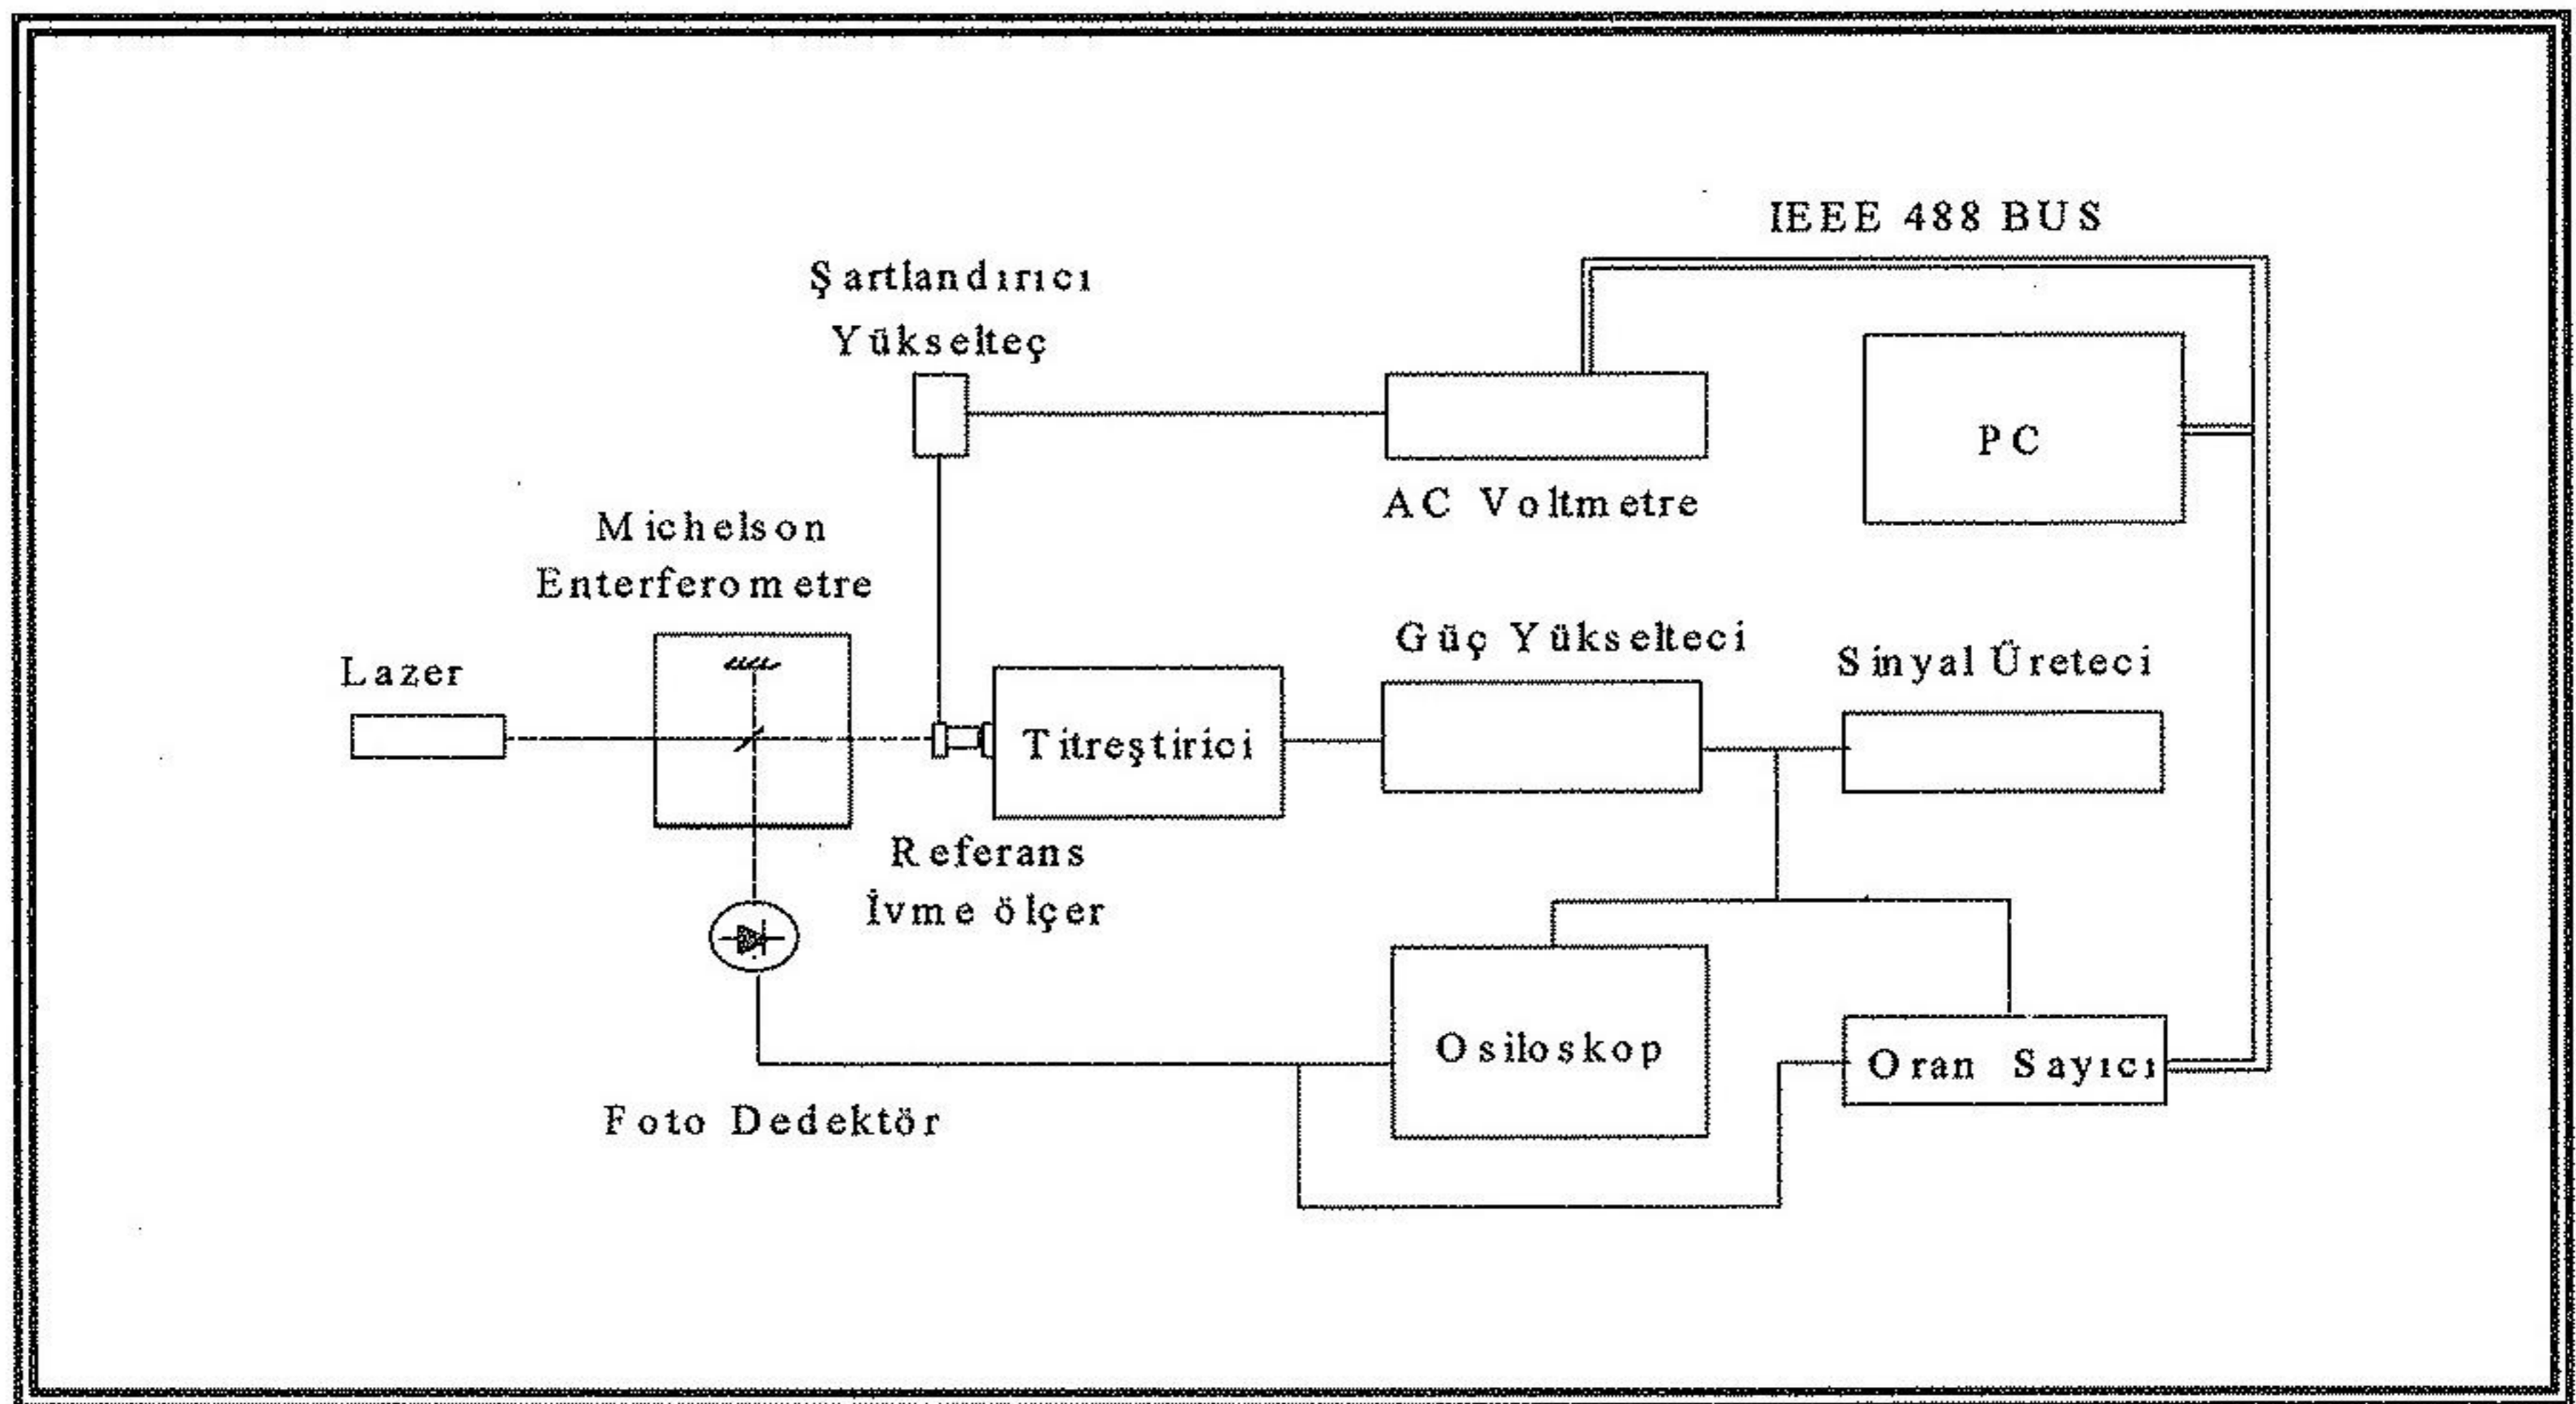 IEEE 488 BUS
Şartlandırıcı
Yükselteç
PC
AC Voltmetre
Michelson
Enterferometre
Güç Yükselteci
Sinyal Üreteci
Lazer
Titreştirici
Referans
İvme ölçer
Osiloskop
Oran Sayıcı
Foto Dedektör